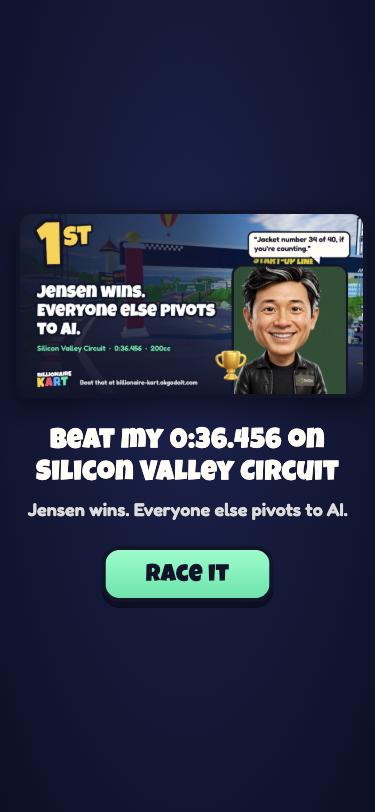 1ST
"Jacket number 34 of 40, if
you're counting."
START-UP LINE
Jensen wins.
Everyone else pivots
to AI.
Silicon Valley Circuit · 0:36.456 · 200cc
BILLIONAIRE
KART
Beat that at billionaire-kart.okgodoit.com
Beat my 0:36.456 on
Silicon Valley Circuit
Jensen wins. Everyone else pivots to AI.
Race it